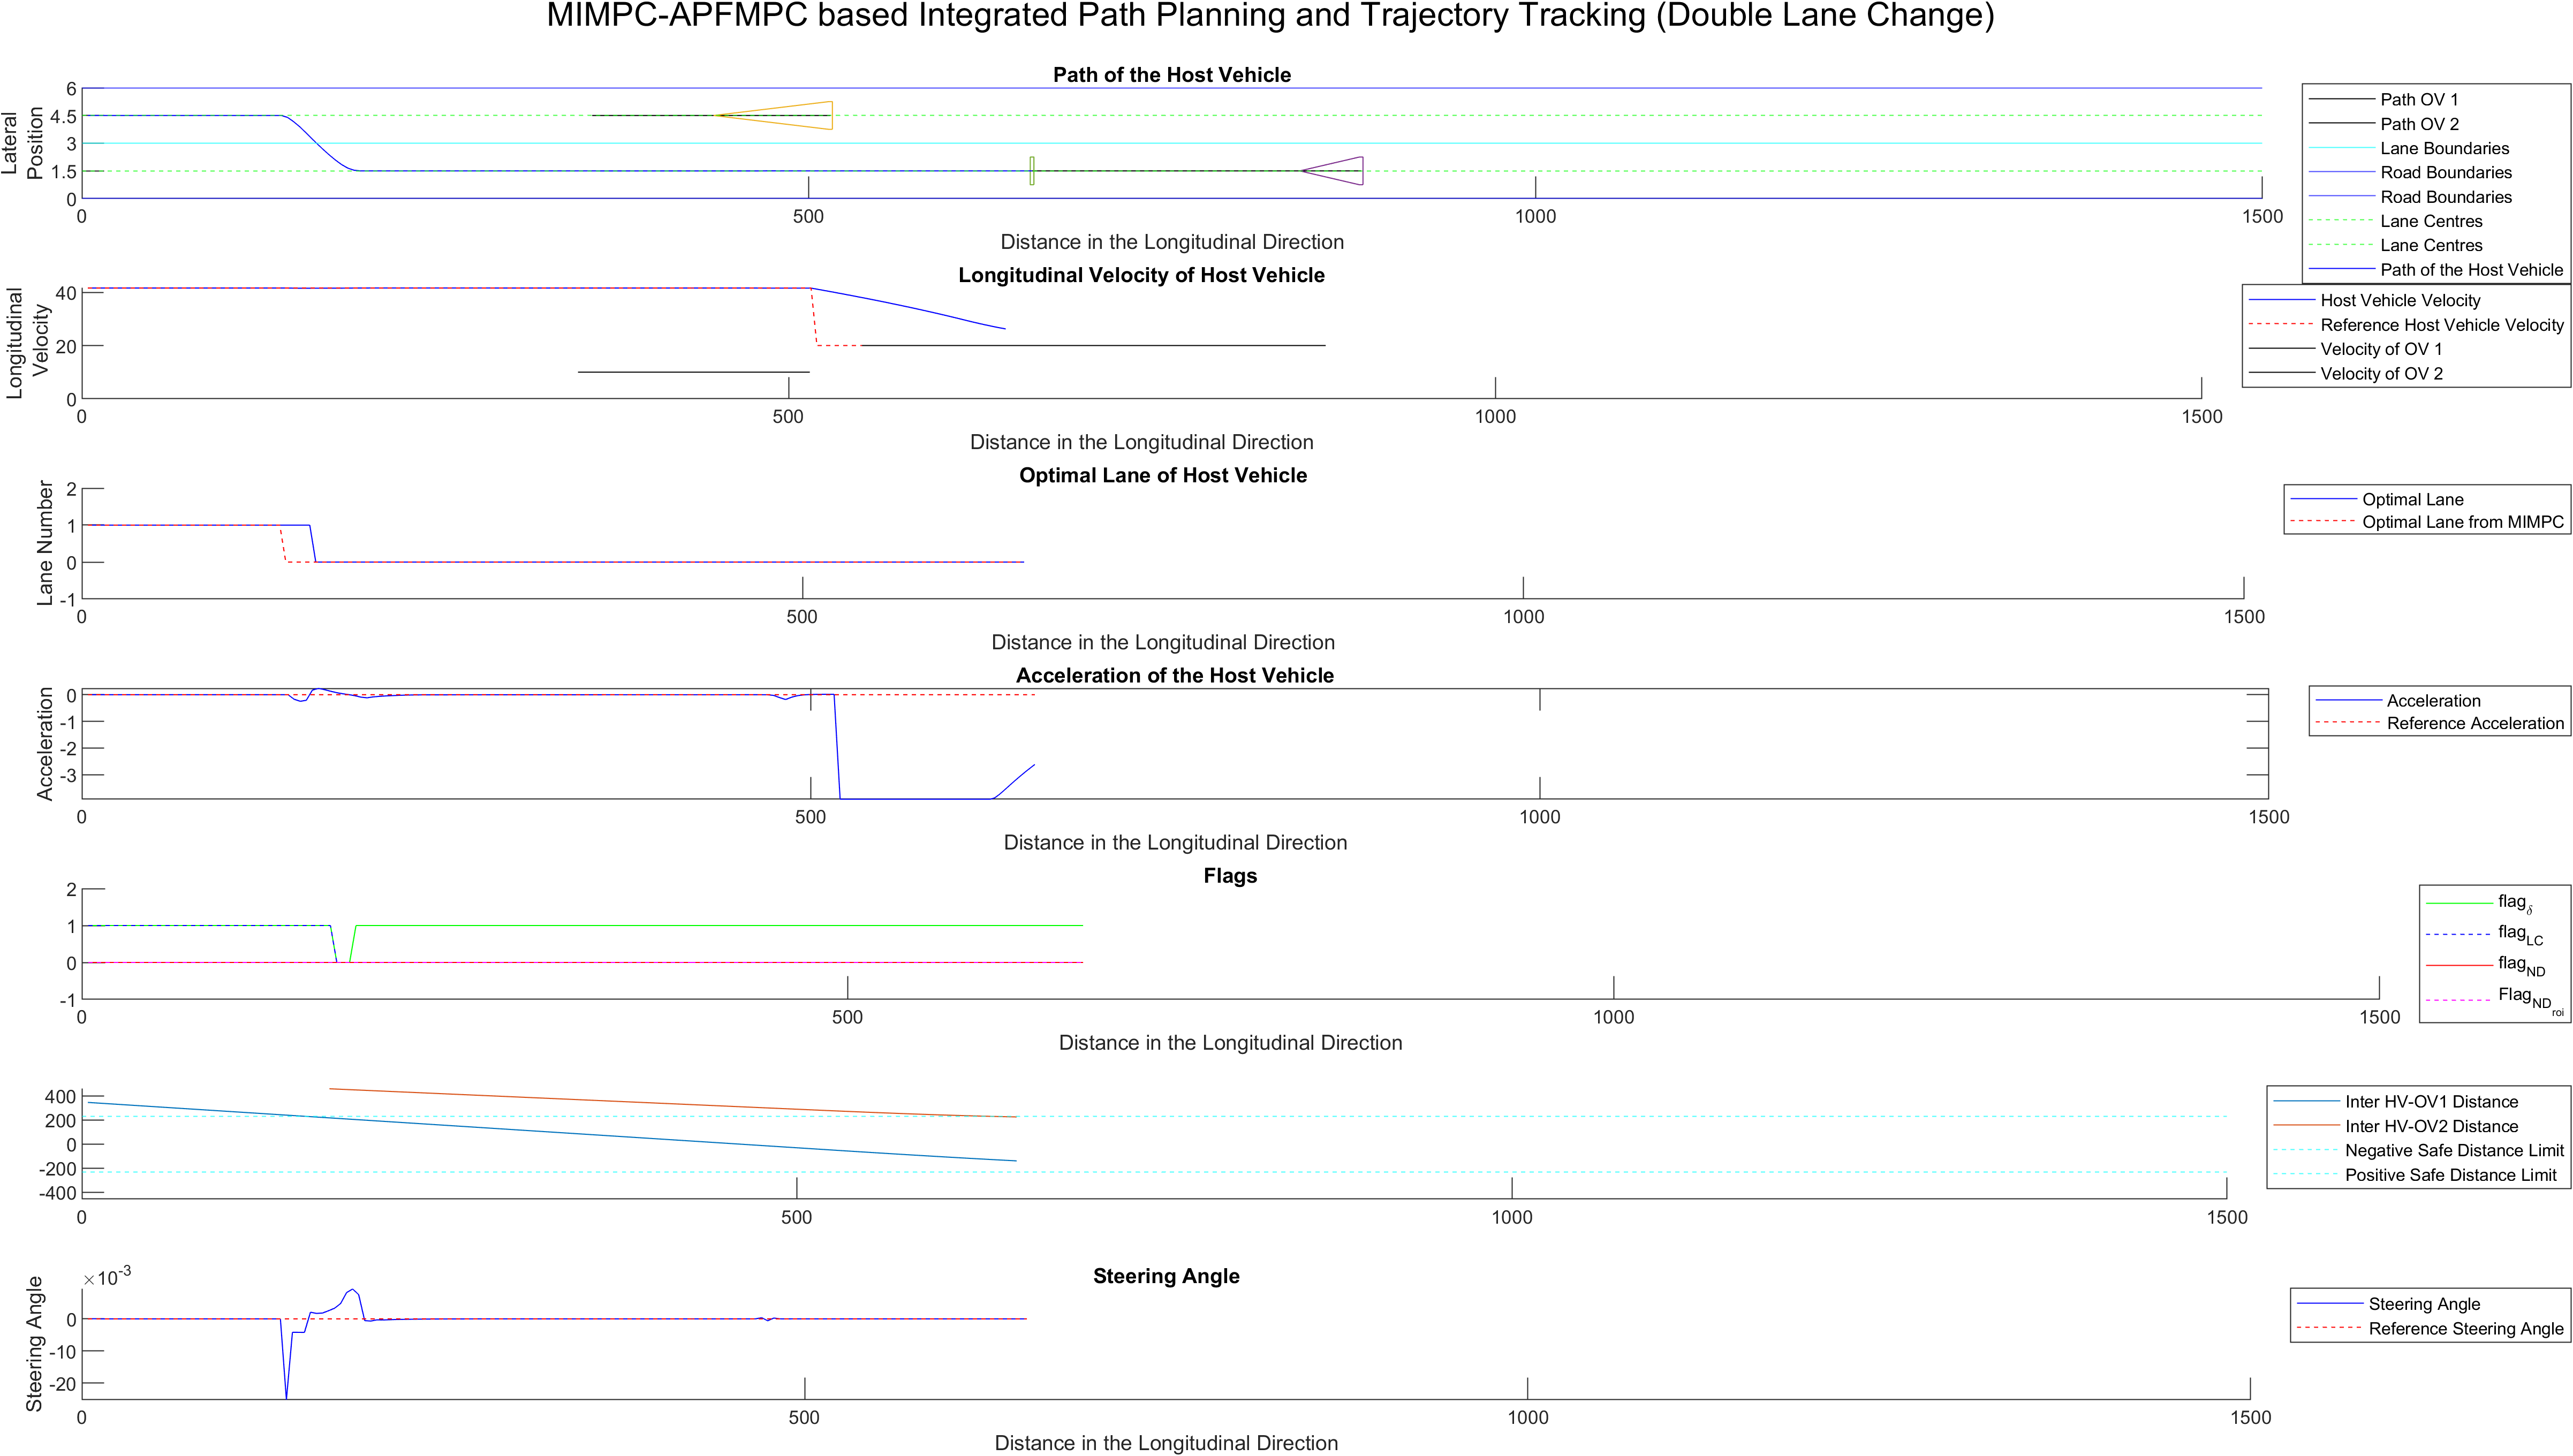 MIMPC-APFMPC based Integrated Path Planning and Trajectory Tracking (Double Lane Change)
Path of the Host Vehicle
Lateral
Position
6
4.5
3
1.5
0
0 500 1000 1500
Distance in the Longitudinal Direction
Path OV 1
Path OV 2
Lane Boundaries
Road Boundaries
Road Boundaries
Lane Centres
Lane Centres
Path of the Host Vehicle
Longitudinal Velocity of Host Vehicle
Longitudinal
Velocity
40
20
0
0 500 1000 1500
Distance in the Longitudinal Direction
Host Vehicle Velocity
Reference Host Vehicle Velocity
Velocity of OV 1
Velocity of OV 2
Optimal Lane of Host Vehicle
Lane Number
2
1
0
-1
0 500 1000 1500
Distance in the Longitudinal Direction
Optimal Lane
Optimal Lane from MIMPC
Acceleration of the Host Vehicle
Acceleration
0
-1
-2
-3
0 500 1000 1500
Distance in the Longitudinal Direction
Acceleration
Reference Acceleration
Flags
2
1
0
-1
0 500 1000 1500
Distance in the Longitudinal Direction
flag_δ
flag_LC
flag_ND
Flag_ND_roi
400
200
0
-200
-400
0 500 1000 1500
Inter HV-OV1 Distance
Inter HV-OV2 Distance
Negative Safe Distance Limit
Positive Safe Distance Limit
Steering Angle
×10^-3
Steering Angle
0
-10
-20
0 500 1000 1500
Distance in the Longitudinal Direction
Steering Angle
Reference Steering Angle